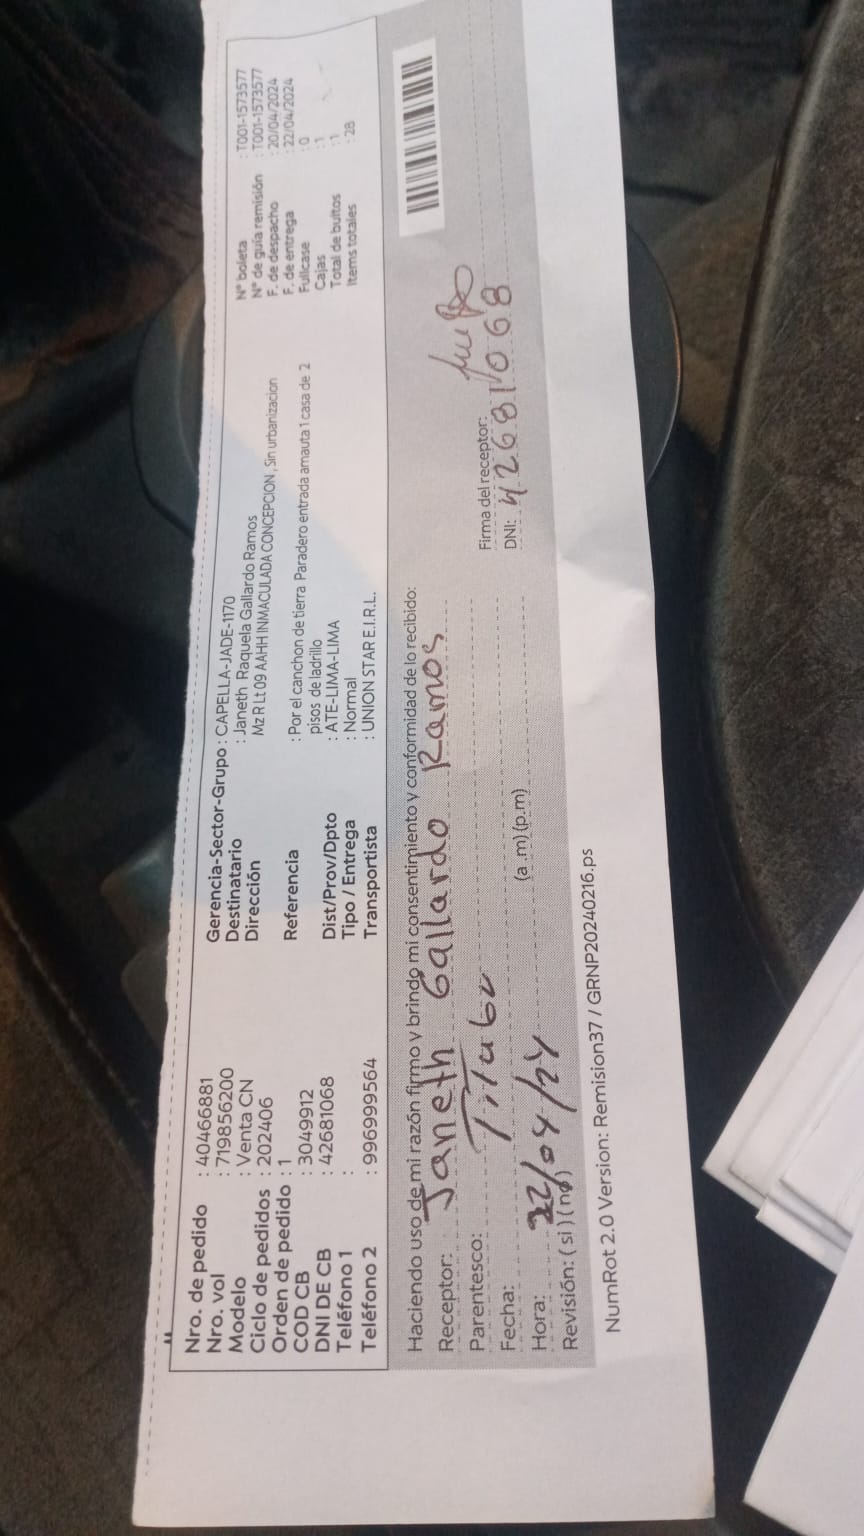 Nro. de pedido : 40466881
Nro. vol : 719856200
Modelo : Venta CN
Ciclo de pedidos : 202406
Orden de pedido : 1
COD CB : 3049912
DNI DE CB : 42681068
Teléfono 1 :
Teléfono 2 : 996999564
Gerencia-Sector-Grupo : CAPELLA-JADE-1170
Destinatario : Janeth Raquela Gallardo Ramos
Dirección Mz R Lt 09 AAHH INMACULADA CONCEPCION , Sin urbanizacion
Referencia : Por el canchon de tierra Paradero entrada amauta 1 casa de 2
pisos de ladrillo
Dist/Prov/Dpto : ATE-LIMA-LIMA
Tipo / Entrega : Normal
Transportista : UNION STAR E.I.R.L.
N° boleta : T001-1573577
N° de guia remisión : T001-1573577
F. de despacho : 20/04/2024
F. de entrega : 22/04/2024
Fullcase : 0
Cajas : 1
Total de bultos : 1
Items totales : 28
Haciendo uso de mi razón firmo y brindo mi consentimiento y conformidad de lo recibido:
Receptor: Janeth Gallardo Ramos
Parentesco: Titular
Fecha: 22/04/24
Hora: (a .m) (p.m)
Revisión: ( si ) ( no )
Firma del receptor:
DNI: 42681068
NumRot 2.0 Version: Remision37 / GRNP20240216.ps